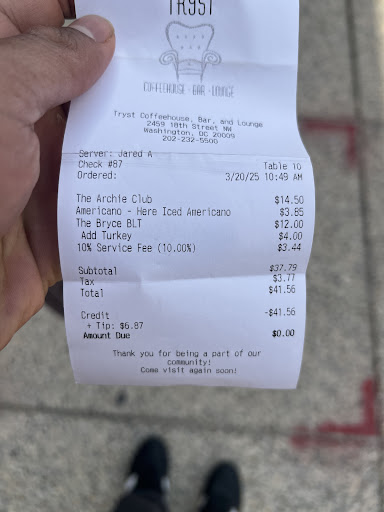 TRYST
COFFEEHOUSE · BAR · LOUNGE
Tryst Coffeehouse, Bar, and Lounge
2459 18th Street NW
Washington, DC 20009
202-232-5500
Server: Jared A
Check #87 Table 10
Ordered: 3/20/25 10:49 AM
The Archie Club $14.50
Americano - Here Iced Americano $3.85
The Bryce BLT $12.00
Add Turkey $4.00
10% Service Fee (10.00%) $3.44
Subtotal $37.79
Tax $3.77
Total $41.56
Credit -$41.56
+ Tip: $6.87
Amount Due $0.00
Thank you for being a part of our
community!
Come visit again soon!